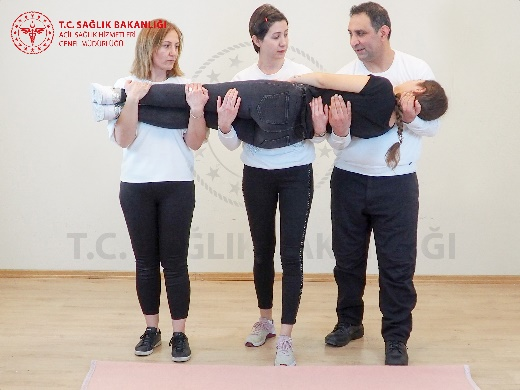 T.C. SAĞLIK BAKANLIĞI
ACİL SAĞLIK HİZMETLERİ
GENEL MÜDÜRLÜĞÜ
T.C. SAĞLIK BAKANLIĞI